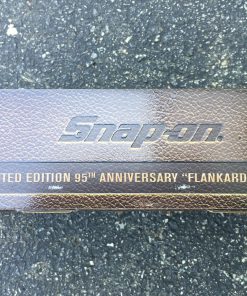 Snap-on®
TED EDITION 95TH ANNIVERSARY "FLANKARD